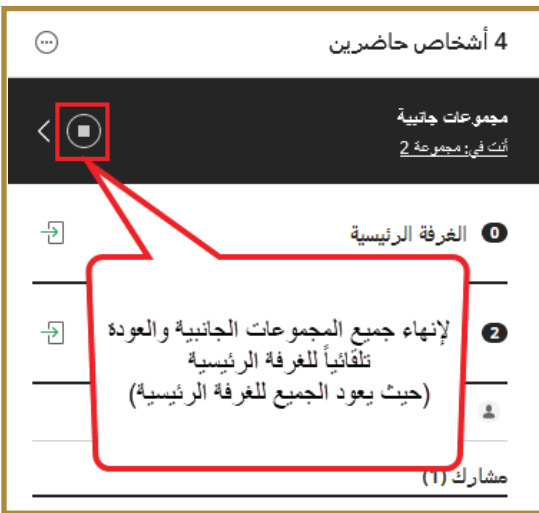 4 أشخاص حاضرين
مجموعات جانبية
أنت في: مجموعة 2
0 الغرفة الرئيسية
2
لإنهاء جميع المجموعات الجانبية والعودة
تلقائياً للغرفة الرئيسية
(حيث يعود الجميع للغرفة الرئيسية)
مشارك (1)